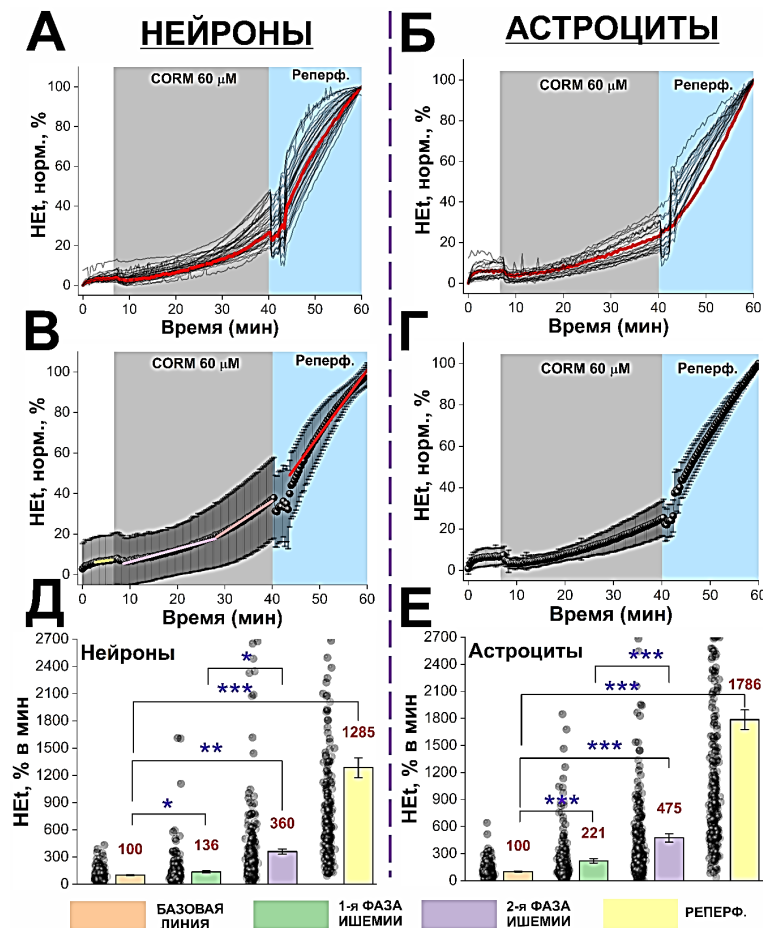 А
НЕЙРОНЫ
Б
АСТРОЦИТЫ
HEt, норм., %
100
80
60
40
20
0
CORM 60 μM
Реперф.
0 10 20 30 40 50 60
Время (мин)
HEt, норм., %
100
80
60
40
20
0
CORM 60 μM
Реперф.
0 10 20 30 40 50 60
Время (мин)
В
HEt, норм., %
100
80
60
40
20
0
CORM 60 μM
Реперф.
0 10 20 30 40 50 60
Время (мин)
Г
HEt, норм., %
100
80
60
40
20
0
CORM 60 μM
Реперф.
0 10 20 30 40 50 60
Время (мин)
Д
HEt, % в мин
2700
2400
2100
1800
1500
1200
900
600
300
0
Нейроны
*
***
**
*
100
136
360
1285
Е
HEt, % в мин
2700
2400
2100
1800
1500
1200
900
600
300
0
Астроциты
***
***
***
***
100
221
475
1786
БАЗОВАЯ
ЛИНИЯ
1-я ФАЗА
ИШЕМИИ
2-я ФАЗА
ИШЕМИИ
РЕПЕРФ.